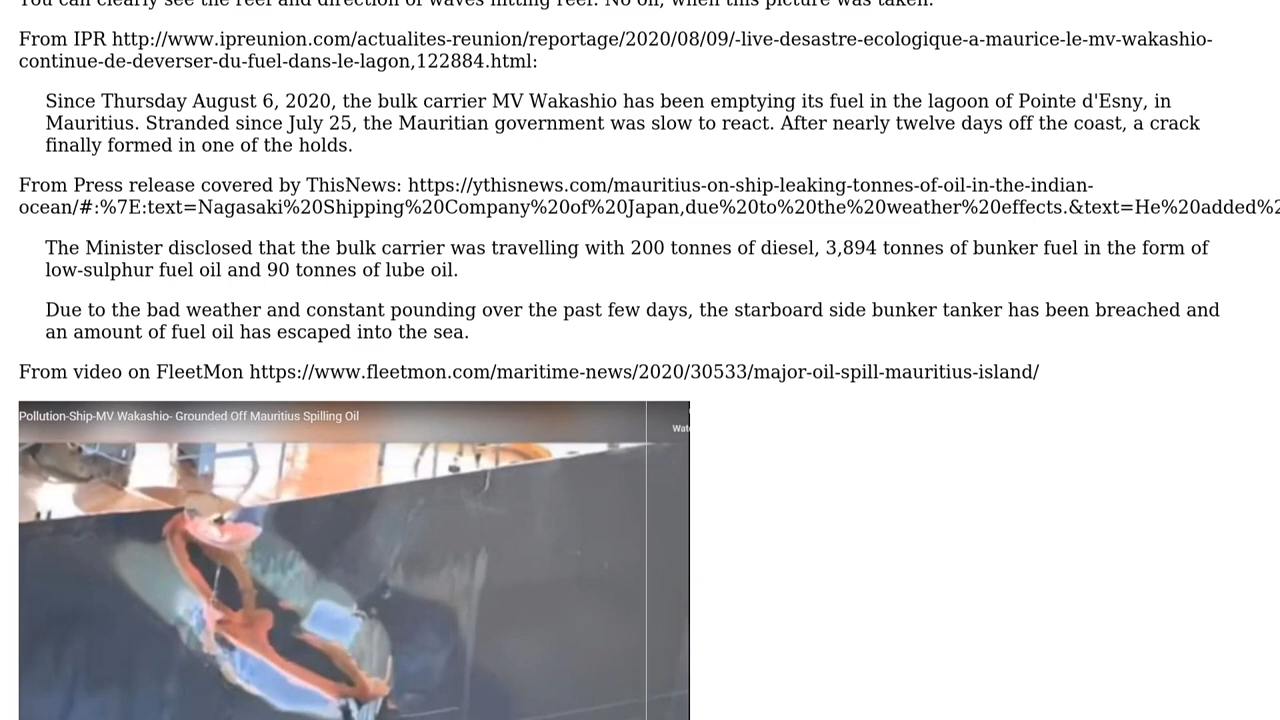 You can clearly see the reef and direction of waves hitting reef. No oil, when this picture was taken.
From IPR http://www.ipreunion.com/actualites-reunion/reportage/2020/08/09/-live-desastre-ecologique-a-maurice-le-mv-wakashio-
continue-de-deverser-du-fuel-dans-le-lagon,122884.html:
Since Thursday August 6, 2020, the bulk carrier MV Wakashio has been emptying its fuel in the lagoon of Pointe d'Esny, in
Mauritius. Stranded since July 25, the Mauritian government was slow to react. After nearly twelve days off the coast, a crack
finally formed in one of the holds.
From Press release covered by ThisNews: https://ythisnews.com/mauritius-on-ship-leaking-tonnes-of-oil-in-the-indian-
ocean/#:%7E:text=Nagasaki%20Shipping%20Company%20of%20Japan,due%20to%20the%20weather%20effects.&text=He%20added%2
The Minister disclosed that the bulk carrier was travelling with 200 tonnes of diesel, 3,894 tonnes of bunker fuel in the form of
low-sulphur fuel oil and 90 tonnes of lube oil.
Due to the bad weather and constant pounding over the past few days, the starboard side bunker tanker has been breached and
an amount of fuel oil has escaped into the sea.
From video on FleetMon https://www.fleetmon.com/maritime-news/2020/30533/major-oil-spill-mauritius-island/
Pollution-Ship-MV Wakashio- Grounded Off Mauritius Spilling Oil